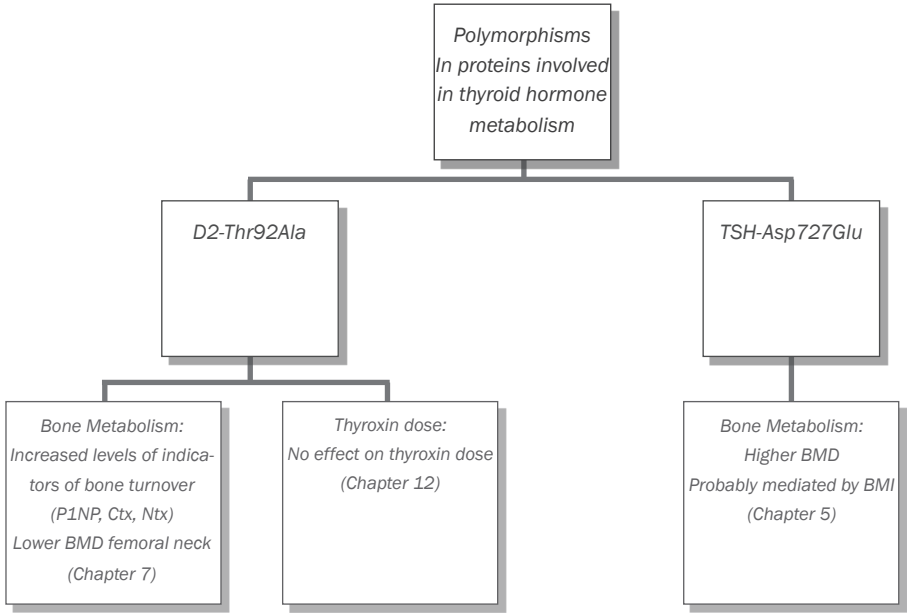 Polymorphisms
In proteins involved
in thyroid hormone
metabolism
D2-Thr92Ala
TSH-Asp727Glu
Bone Metabolism:
Increased levels of indica-
tors of bone turnover
(P1NP, Ctx, Ntx)
Lower BMD femoral neck
(Chapter 7)
Thyroxin dose:
No effect on thyroxin dose
(Chapter 12)
Bone Metabolism:
Higher BMD
Probably mediated by BMI
(Chapter 5)